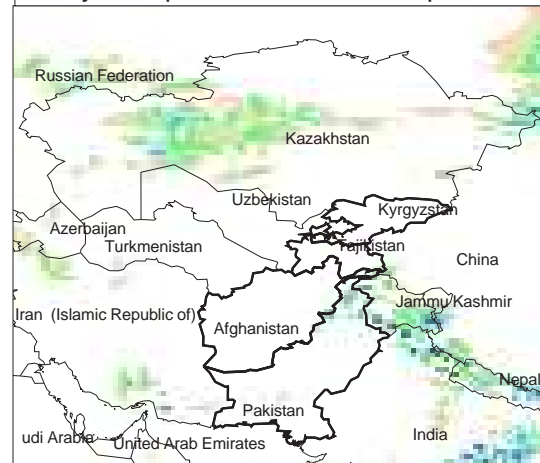 Russian Federation
Kazakhstan
Uzbekistan
Kyrgyzstan
Azerbaijan
Turkmenistan
Tajikistan
China
Jammu/Kashmir
Iran (Islamic Republic of)
Afghanistan
Nepal
Pakistan
India
udi Arabia
United Arab Emirates